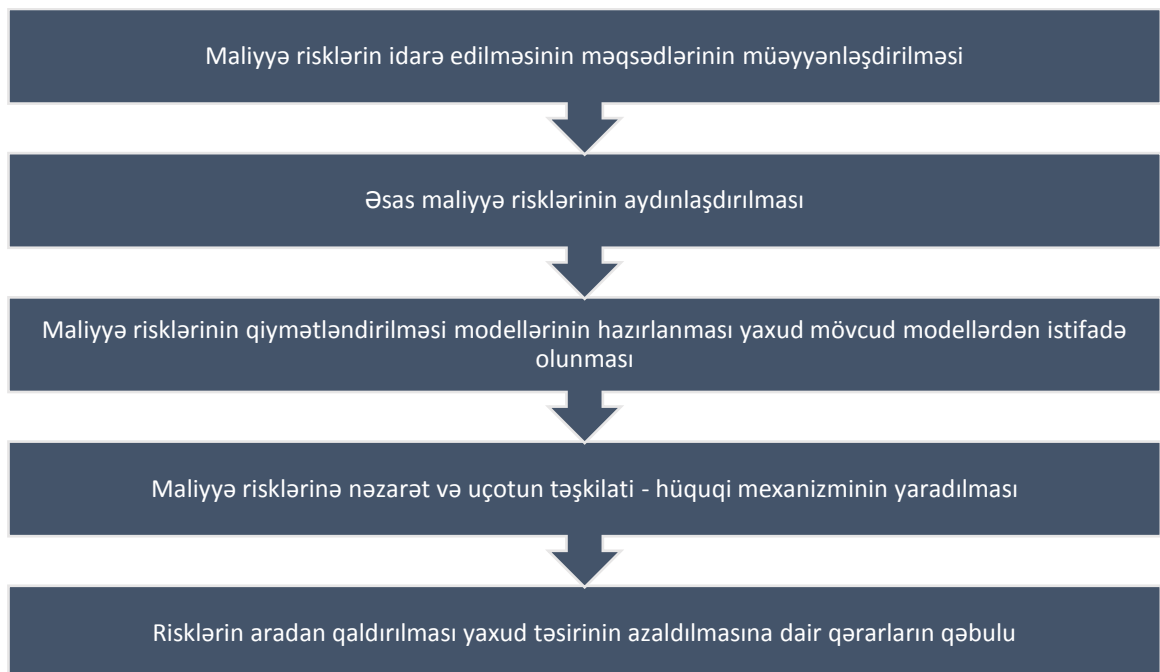 Maliyyə risklərin idarə edilməsinin məqsədlərinin müəyyənləşdirilməsi
Əsas maliyyə risklərinin aydınlaşdırılması
Maliyyə risklərinin qiymətləndirilməsi modellərinin hazırlanması yaxud mövcud modellərdən istifadə
olunması
Maliyyə risklərinə nəzarət və uçotun təşkilati - hüquqi mexanizminin yaradılması
Risklərin aradan qaldırılması yaxud təsirinin azaldılmasına dair qərarların qəbulu